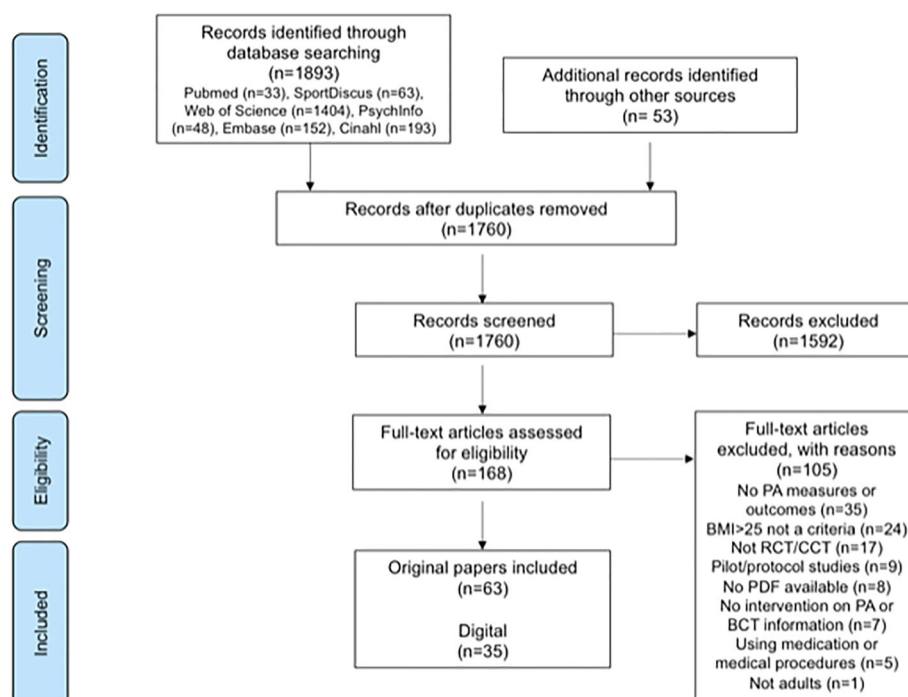 Identification
Records identified through
database searching
(n=1893)
Pubmed (n=33), SportDiscus (n=63),
Web of Science (n=1404), PsychInfo
(n=48), Embase (n=152), Cinahl (n=193)
Additional records identified
through other sources
(n= 53)
Screening
Records after duplicates removed
(n=1760)
Records screened
(n=1760)
Records excluded
(n=1592)
Eligibility
Full-text articles assessed
for eligibility
(n=168)
Full-text articles
excluded, with reasons
(n=105)
No PA measures or
outcomes (n=35)
BMI>25 not a criteria (n=24)
Not RCT/CCT (n=17)
Pilot/protocol studies (n=9)
No PDF available (n=8)
No intervention on PA or
BCT information (n=7)
Using medication or
medical procedures (n=5)
Not adults (n=1)
Included
Original papers included
(n=63)
Digital
(n=35)